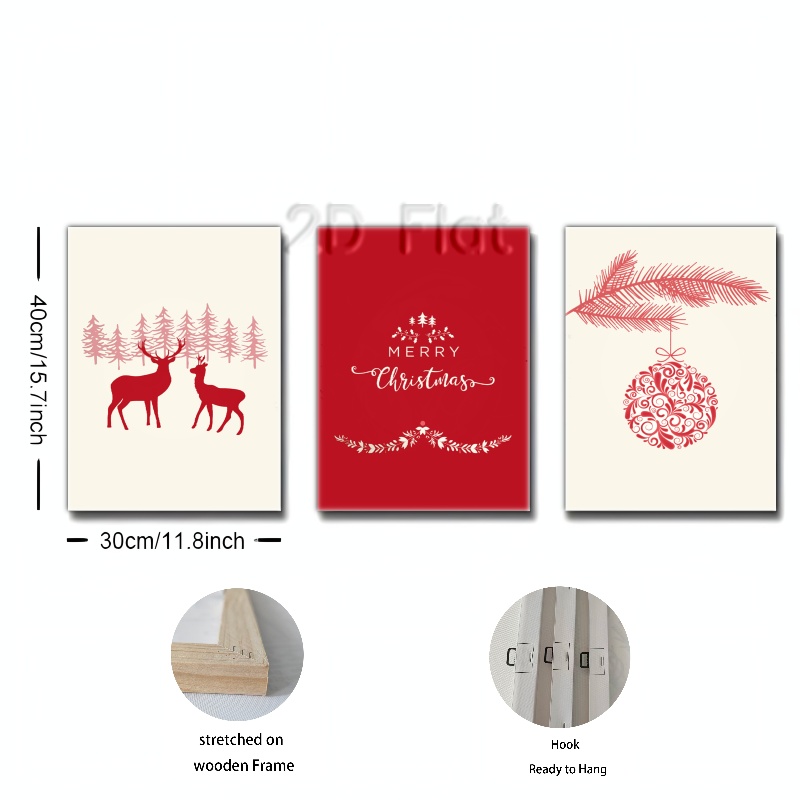 2D Flat
40cm/15.7inch
MERRY
Christmas
30cm/11.8inch
stretched on
wooden Frame
Hook
Ready to Hang